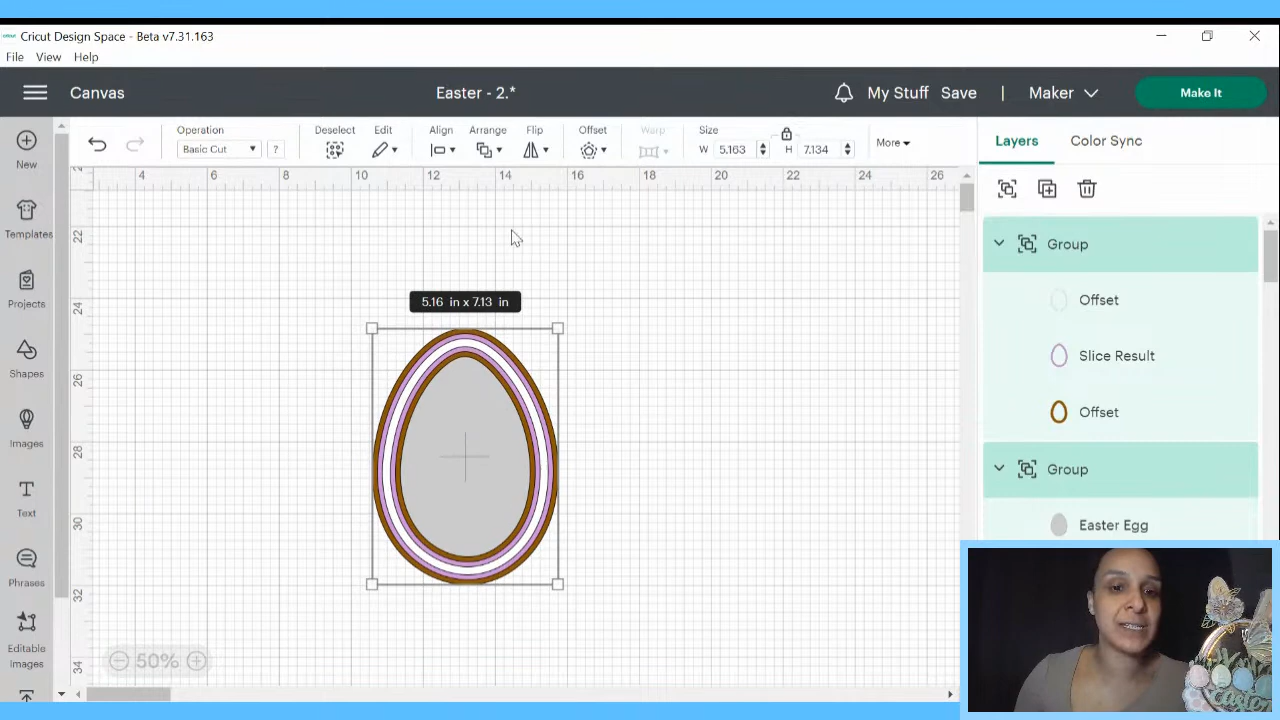 cricut Cricut Design Space - Beta v7.31.163
File View Help
Canvas Easter - 2.* My Stuff Save | Maker Make It
Operation Deselect Edit Align Arrange Flip Offset Warp Size
Basic Cut ? W 5.163 H 7.134 More
Layers Color Sync
New
Templates
Projects
Shapes
Images
Text
Phrases
Editable
Images
4 6 8 10 12 14 16 18 20 22 24 26
22
24
26
28
30
32
34
5.16 in x 7.13 in
50%
Group
Offset
Slice Result
Offset
Group
Easter Egg